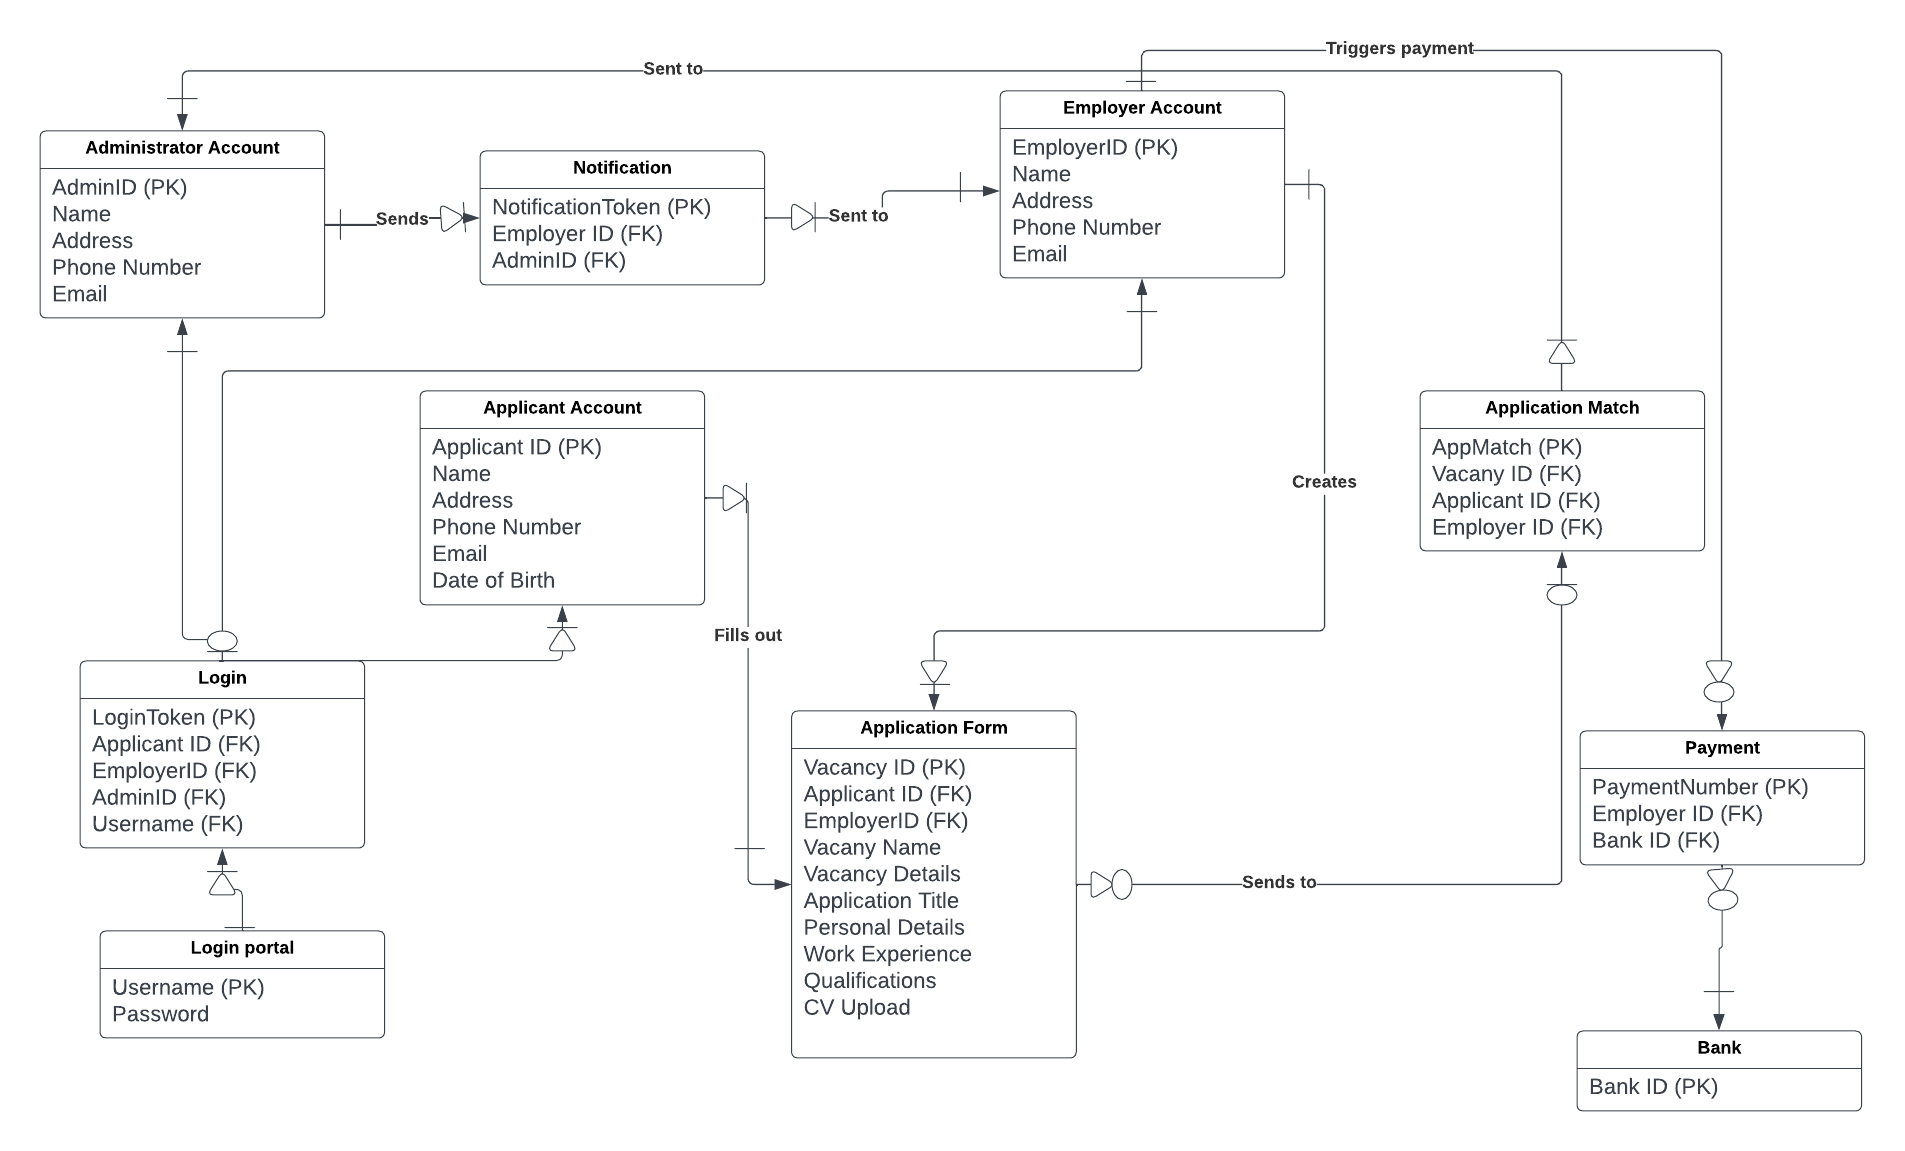 Triggers payment
Sent to
Employer Account
EmployerID (PK)
Name
Address
Phone Number
Email
Administrator Account
AdminID (PK)
Name
Address
Phone Number
Email
Sends
Notification
NotificationToken (PK)
Employer ID (FK)
AdminID (FK)
Sent to
Applicant Account
Applicant ID (PK)
Name
Address
Phone Number
Email
Date of Birth
Application Match
AppMatch (PK)
Vacany ID (FK)
Applicant ID (FK)
Employer ID (FK)
Creates
Fills out
Login
LoginToken (PK)
Applicant ID (FK)
EmployerID (FK)
AdminID (FK)
Username (FK)
Application Form
Vacancy ID (PK)
Applicant ID (FK)
EmployerID (FK)
Vacany Name
Vacancy Details
Application Title
Personal Details
Work Experience
Qualifications
CV Upload
Sends to
Payment
PaymentNumber (PK)
Employer ID (FK)
Bank ID (FK)
Login portal
Username (PK)
Password
Bank
Bank ID (PK)